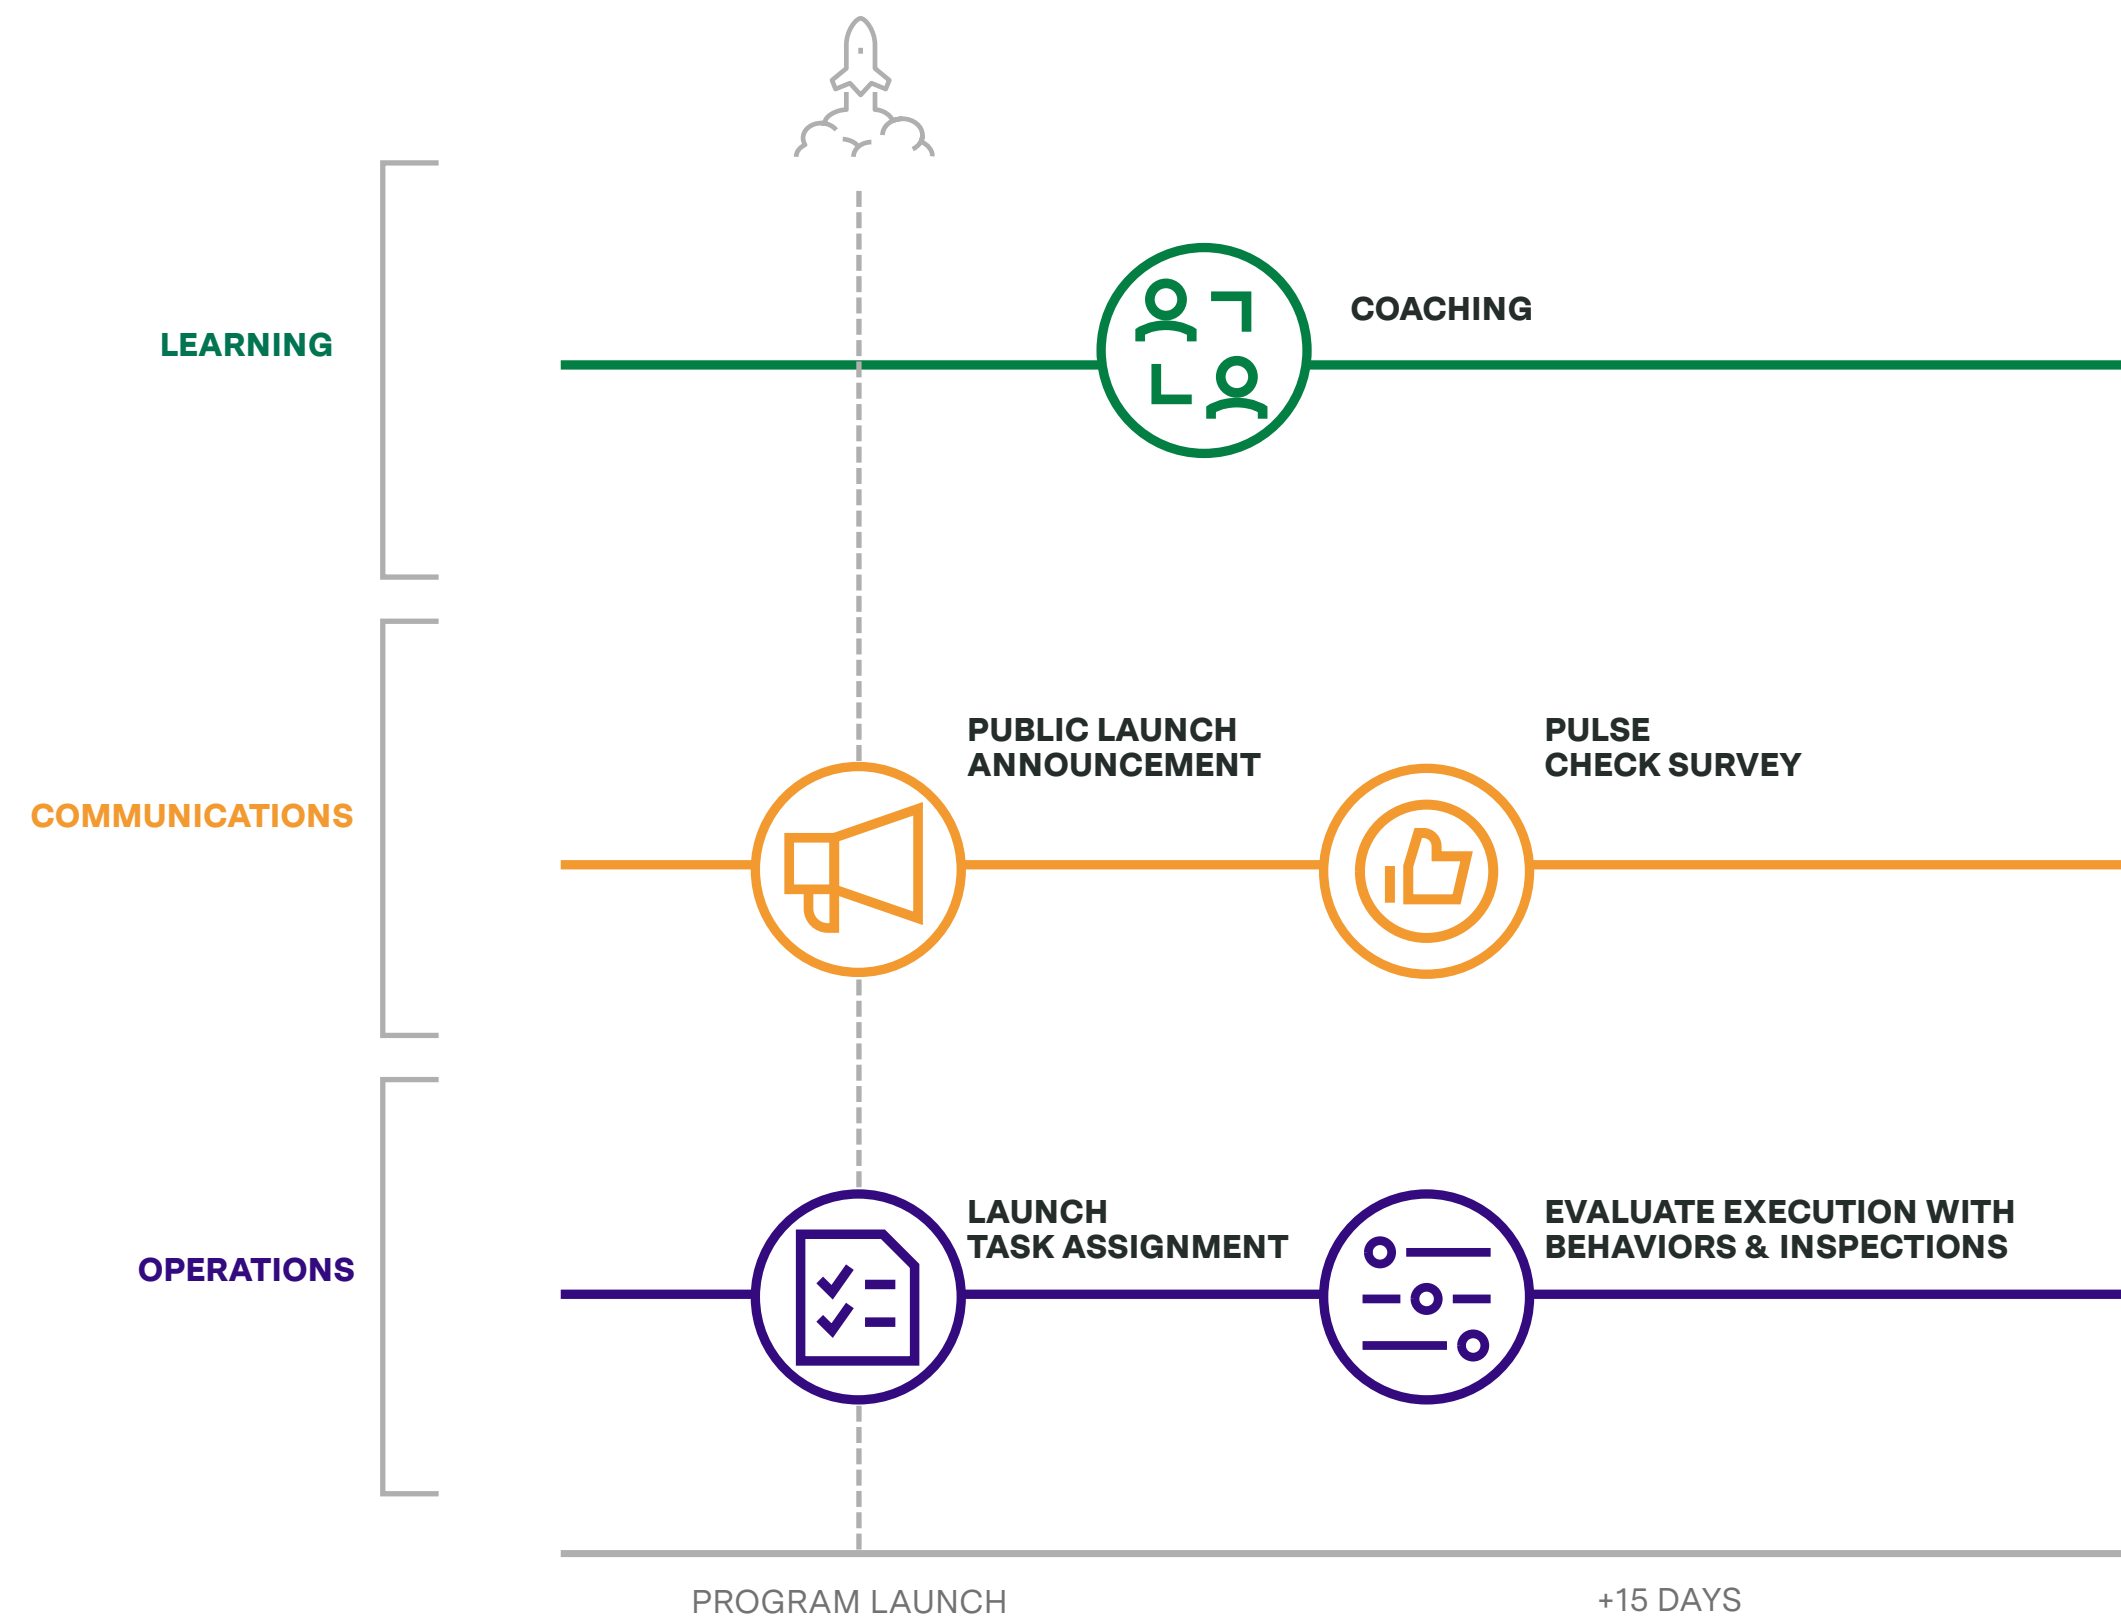 COACHING
LEARNING
PUBLIC LAUNCH
ANNOUNCEMENT
PULSE
CHECK SURVEY
COMMUNICATIONS
LAUNCH
TASK ASSIGNMENT
EVALUATE EXECUTION WITH
BEHAVIORS & INSPECTIONS
OPERATIONS
PROGRAM LAUNCH
+15 DAYS